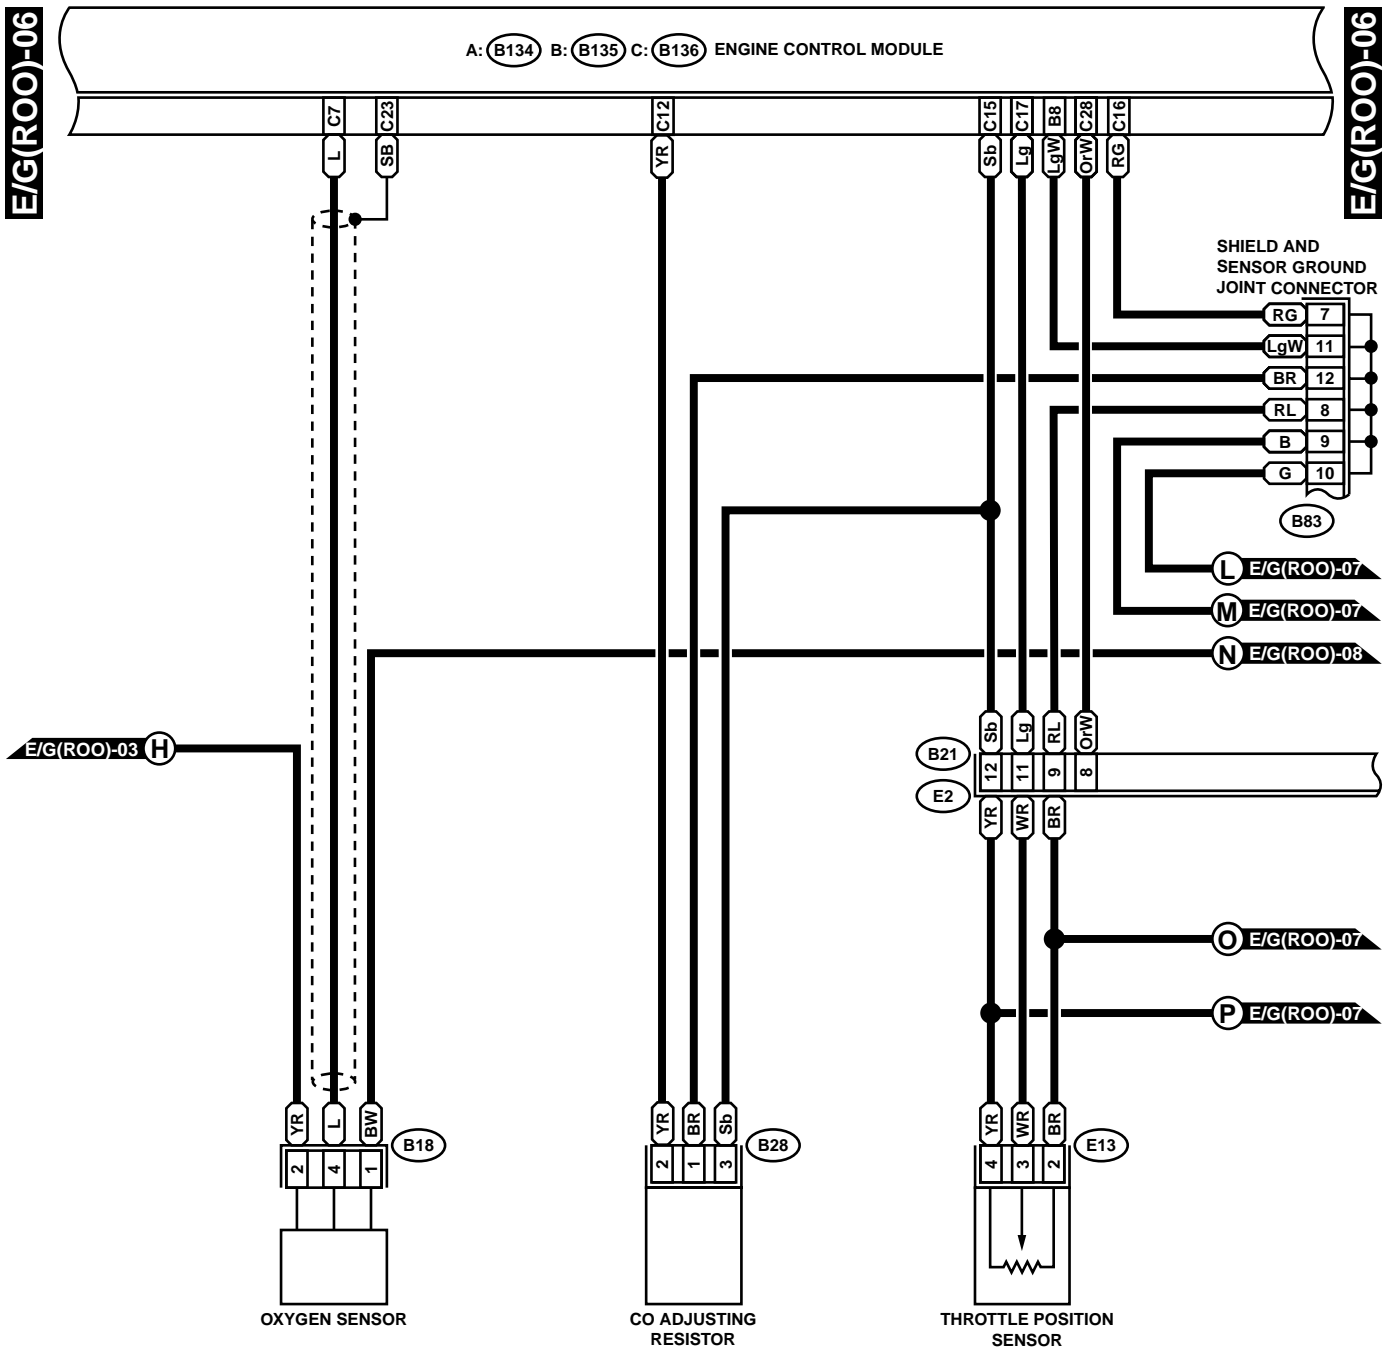 E/G(ROO)-06
E/G(ROO)-06
A: B134 B: B135 C: B136 ENGINE CONTROL MODULE
C7 C23 C12 C15 C17 B8 C28 C16
L SB YR Sb Lg LgW OrW RG
SHIELD AND
SENSOR GROUND
JOINT CONNECTOR
RG 7
LgW 11
BR 12
RL 8
B 9
G 10
B83
L E/G(ROO)-07
M E/G(ROO)-07
N E/G(ROO)-08
Sb Lg RL OrW
E/G(ROO)-03 H
B21 12 11 9 8
E2
YR WR BR
O E/G(ROO)-07
P E/G(ROO)-07
YR L BW YR BR Sb YR WR BR
B18 B28 E13
2 4 1 2 1 3 4 3 2
OXYGEN SENSOR
CO ADJUSTING
RESISTOR
THROTTLE POSITION
SENSOR